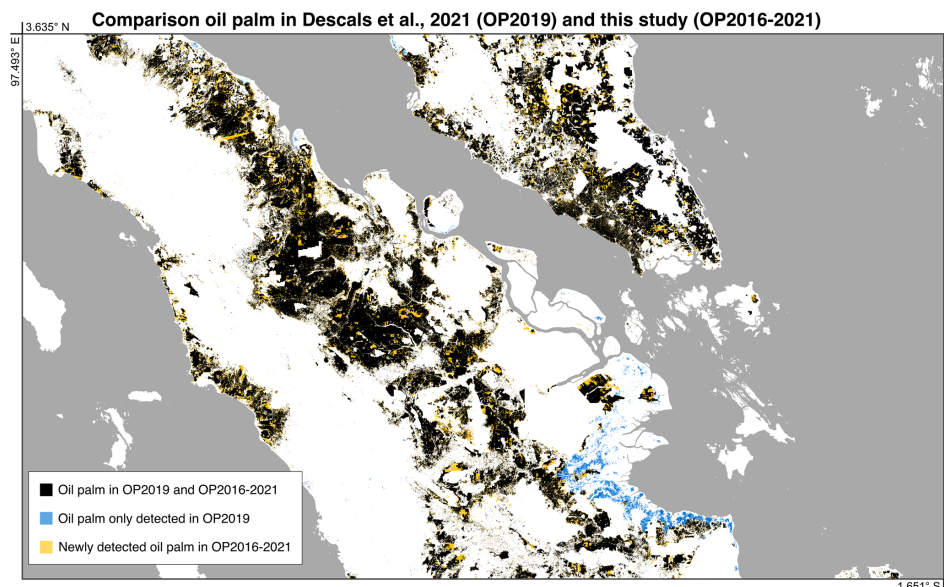 Comparison oil palm in Descals et al., 2021 (OP2019) and this study (OP2016-2021)
3.635° N
97.493° E
Oil palm in OP2019 and OP2016-2021
Oil palm only detected in OP2019
Newly detected oil palm in OP2016-2021
1.651° S